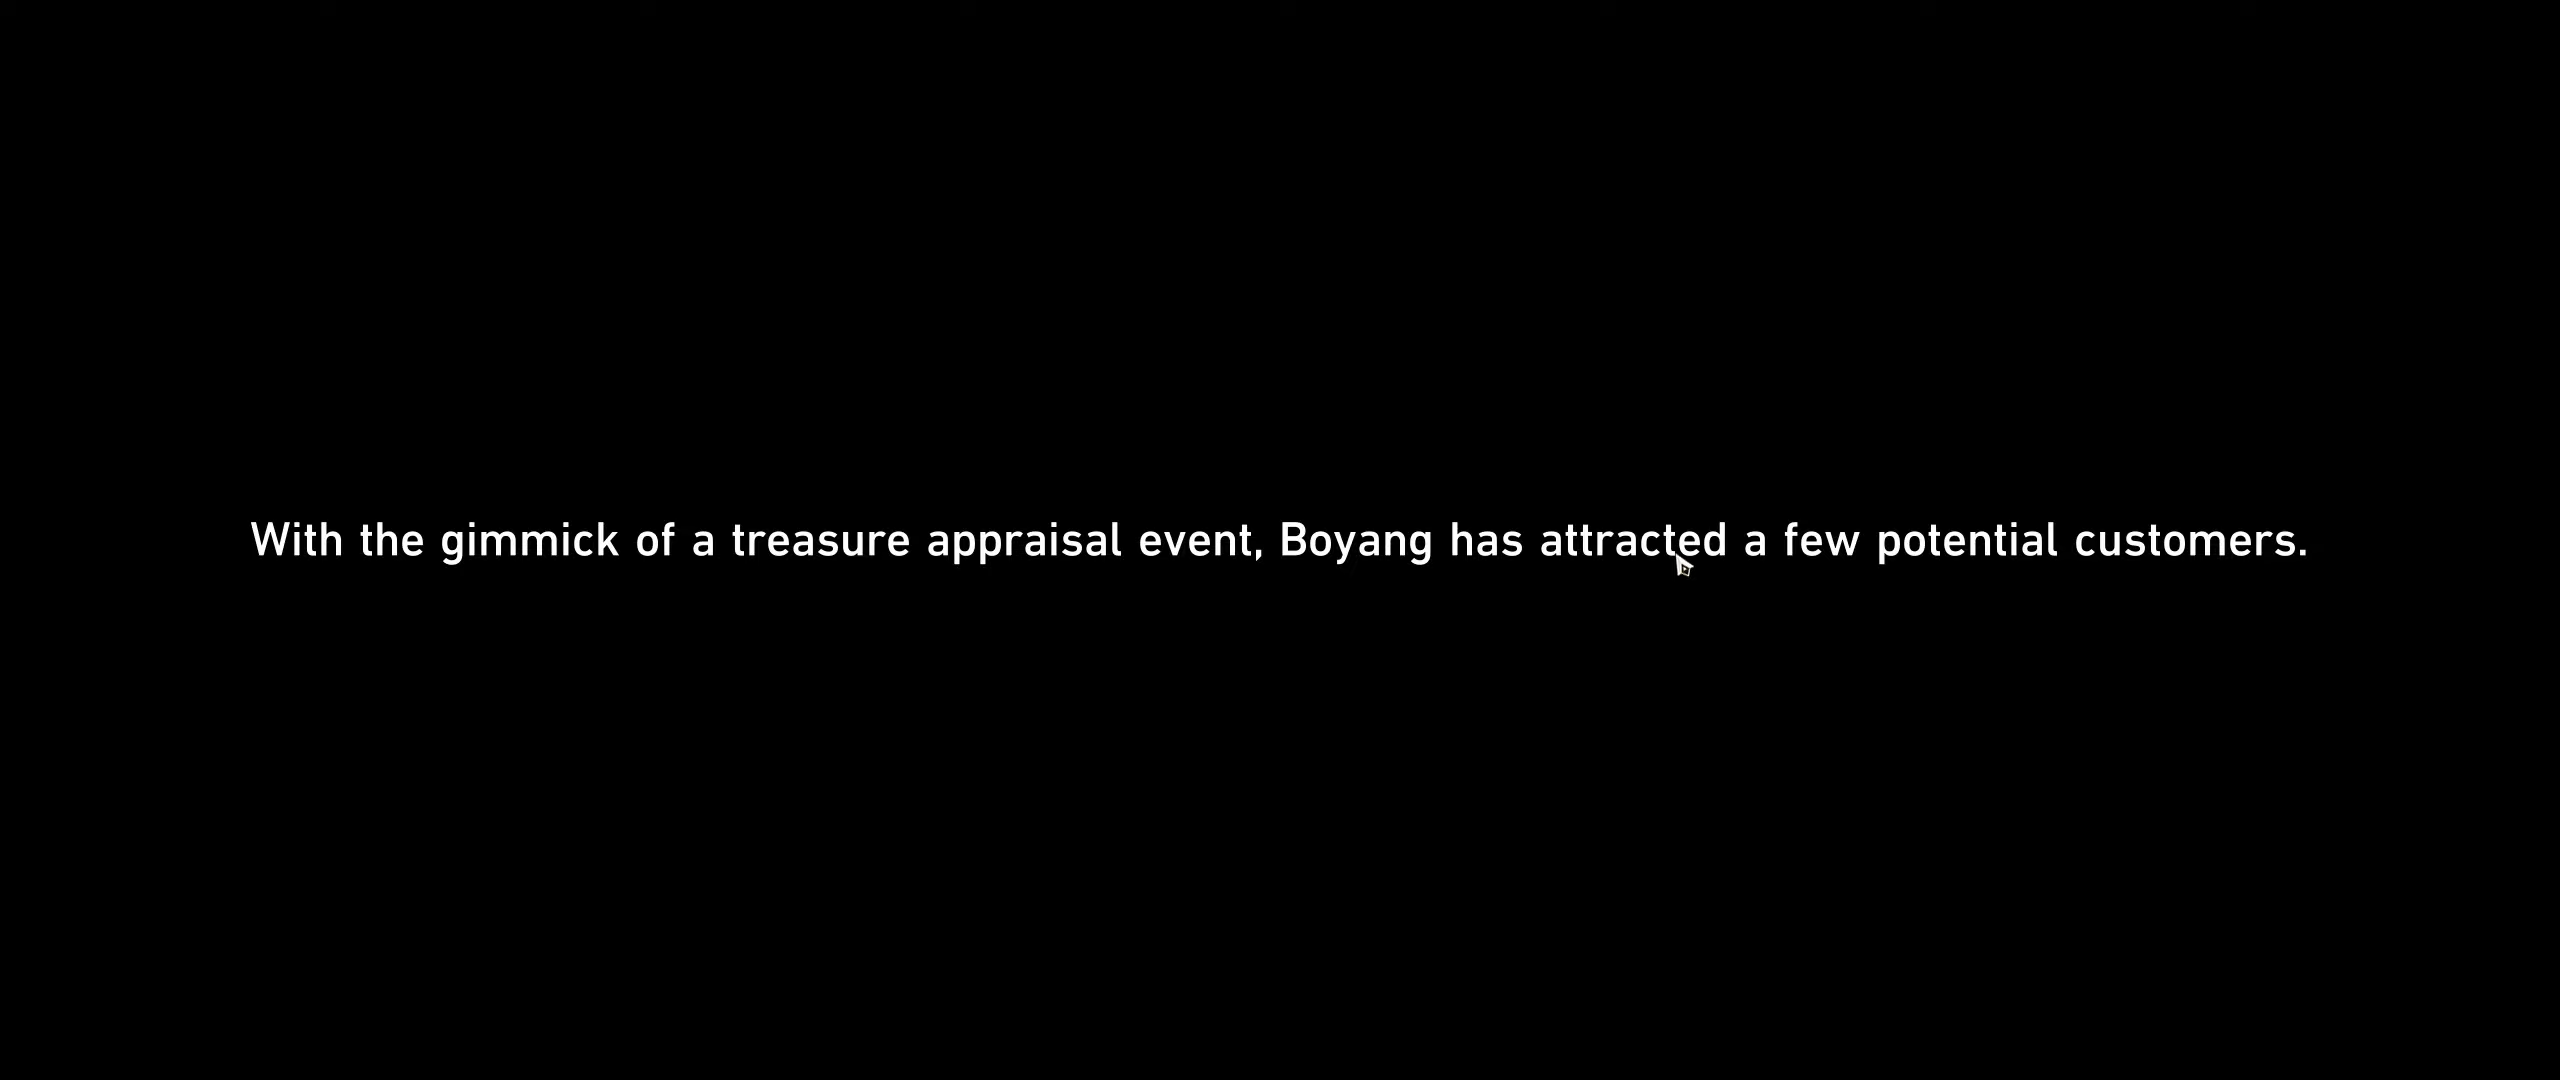 With the gimmick of a treasure appraisal event, Boyang has attracted a few potential customers.